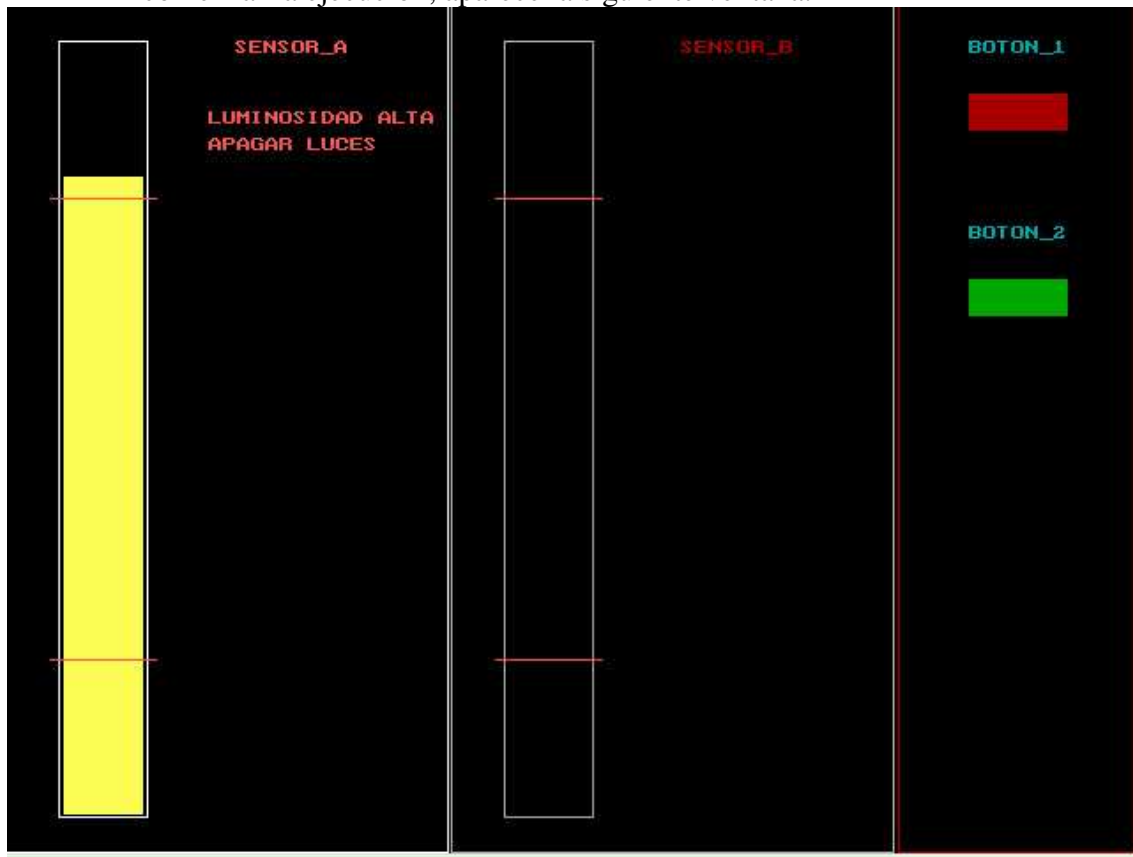 SENSOR_A
LUMINOSIDAD ALTA
APAGAR LUCES
SENSOR_B
BOTON_1
BOTON_2